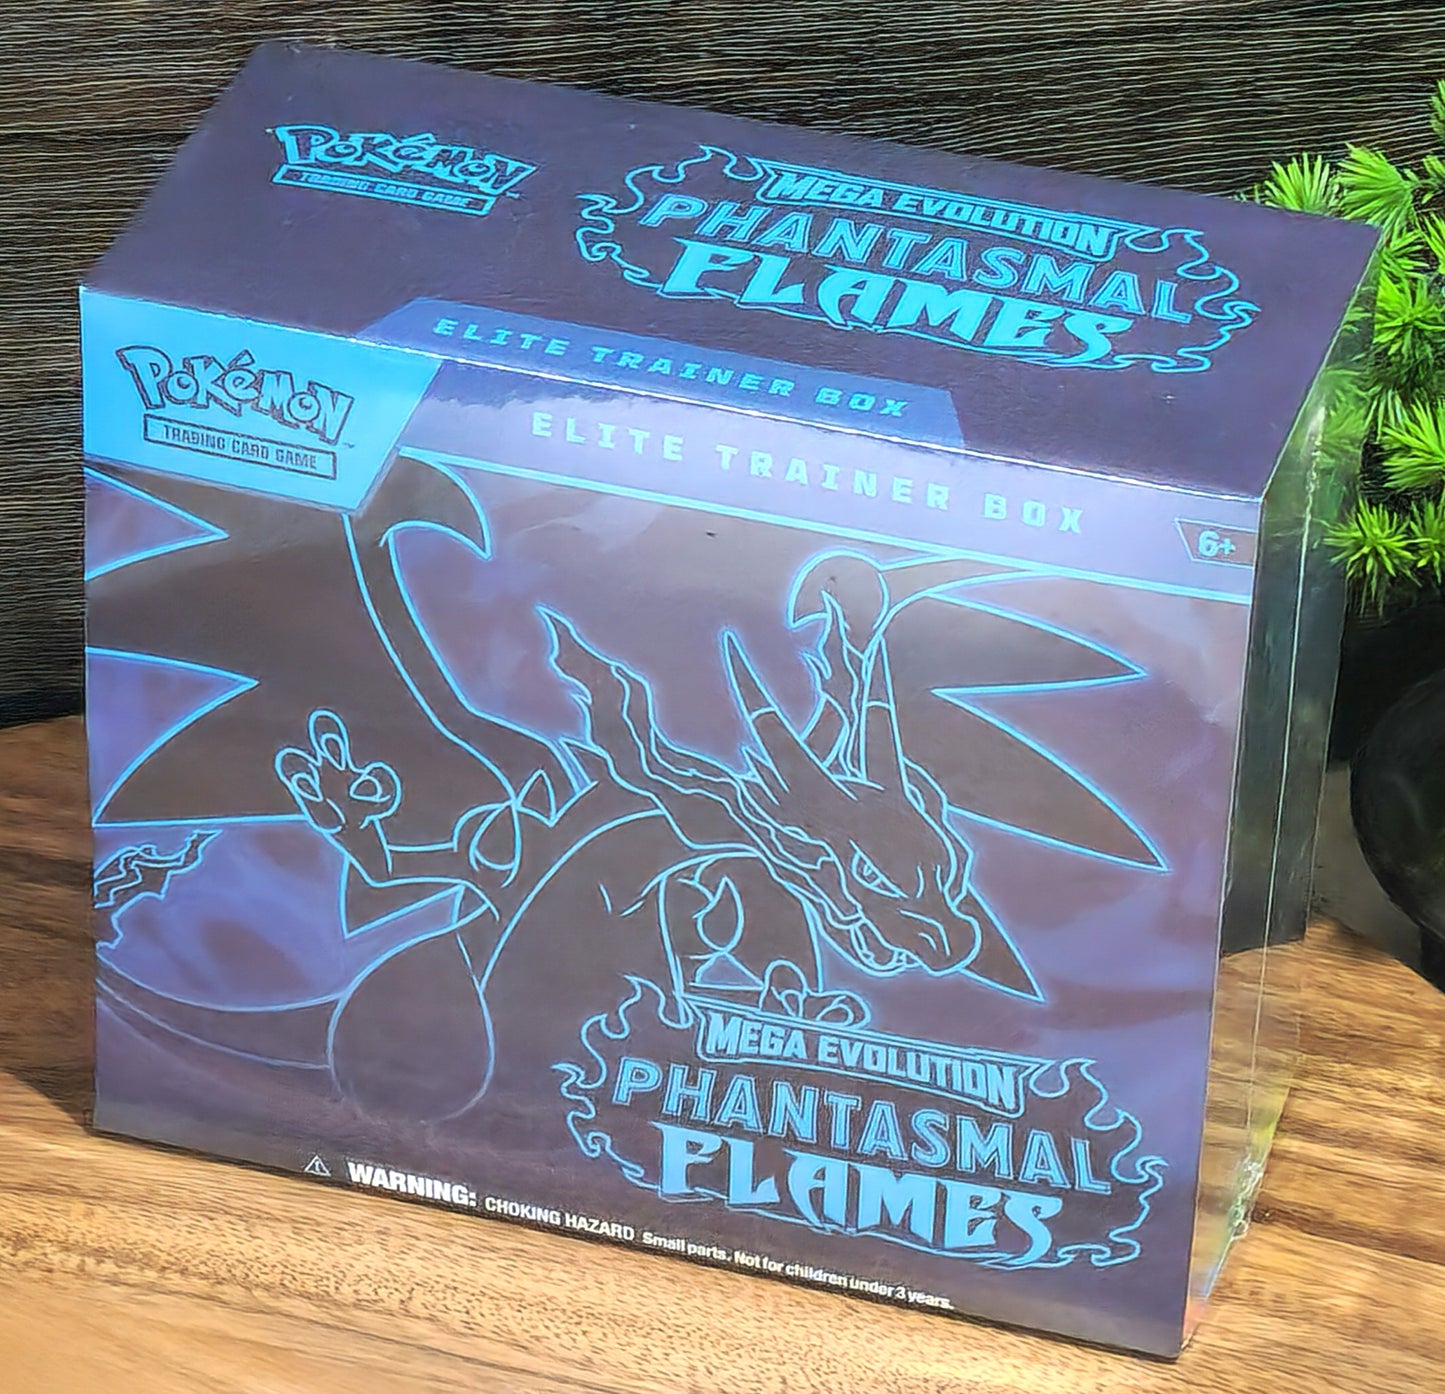 Pokémon
TRADING CARD GAME
MEGA EVOLUTION
PHANTASMAL
FLAMES
ELITE TRAINER BOX
Pokémon
TRADING CARD GAME
ELITE TRAINER BOX
6+
MEGA EVOLUTION
PHANTASMAL
FLAMES
WARNING: CHOKING HAZARD Small parts. Not for children under 3 years.